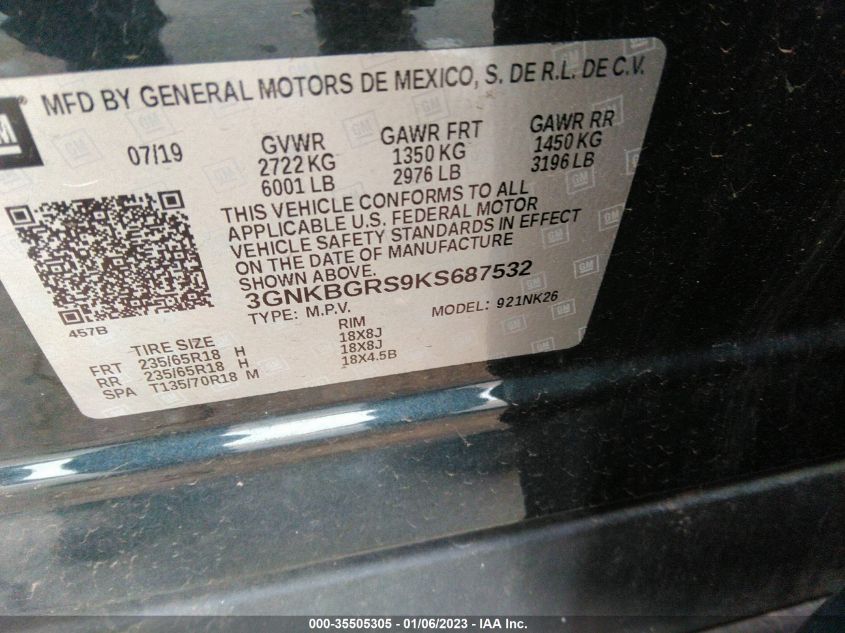 GM
MFD BY GENERAL MOTORS DE MEXICO, S. DE R.L. DE C.V.
07/19 GVWR GAWR FRT GAWR RR
2722 KG 1350 KG 1450 KG
6001 LB 2976 LB 3196 LB
THIS VEHICLE CONFORMS TO ALL
APPLICABLE U.S. FEDERAL MOTOR
VEHICLE SAFETY STANDARDS IN EFFECT
ON THE DATE OF MANUFACTURE
SHOWN ABOVE.
3GNKBGRS9KS687532
TYPE: M.P.V. MODEL: 921NK26
457B
TIRE SIZE RIM
FRT 235/65R18 H 18X8J
RR 235/65R18 H 18X8J
SPA T135/70R18 M 18X4.5B
000-35505305 - 01/06/2023 - IAA Inc.